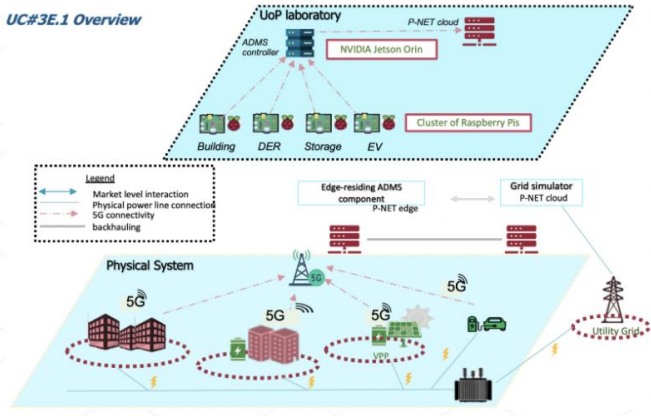 UC#3E.1 Overview
UoP laboratory
P-NET cloud
ADMS
controller
NVIDIA Jetson Orin
Cluster of Raspberry Pis
Building DER Storage EV
Legend
Market level interaction
Physical power line connection
5G connectivity
backhauling
Edge-residing ADMS
component
P-NET edge
Grid simulator
P-NET cloud
Physical System
5G
5G
5G
5G
5G
VPP
Utility Grid